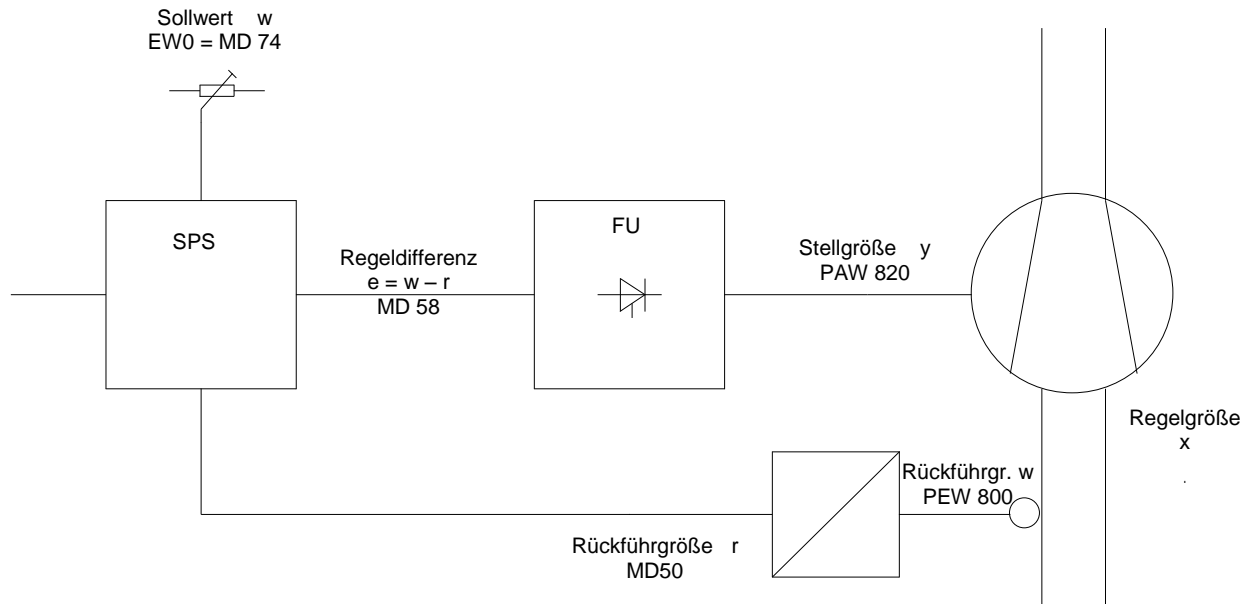 Sollwert w
EW0 = MD 74
SPS
Regeldifferenz
e = w – r
MD 58
FU
Stellgröße y
PAW 820
Regelgröße
x
.
Rückführgr. w
PEW 800
Rückführgröße r
MD50